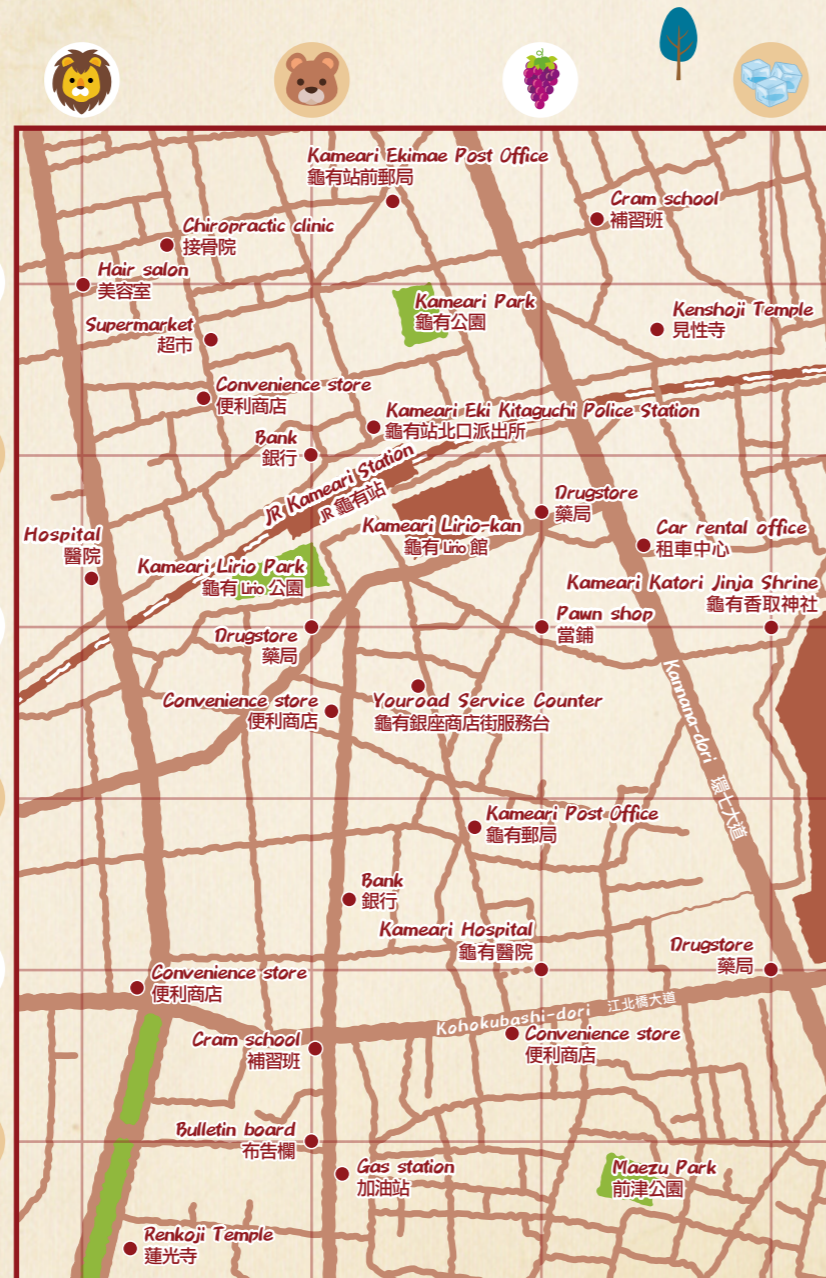 Kameari Ekimae Post Office
龜有站前郵局
Cram school
補習班
Chiropractic clinic
接骨院
Hair salon
美容室
Kameari Park
龜有公園
Kenshoji Temple
見性寺
Supermarket
超市
Convenience store
便利商店
Kameari Eki Kitaguchi Police Station
龜有站北口派出所
Bank
銀行
JR Kameari Station
JR 龜有站
Drugstore
藥局
Kameari Lirio-kan
龜有 Lirio 館
Car rental office
租車中心
Hospital
醫院
Kameari Lirio Park
龜有 Lirio 公園
Kameari Katori Jinja Shrine
龜有香取神社
Pawn shop
當鋪
Drugstore
藥局
Kannana-dori 環七大道
Convenience store
便利商店
Youroad Service Counter
龜有銀座商店街服務台
Kameari Post Office
龜有郵局
Bank
銀行
Kameari Hospital
龜有醫院
Drugstore
藥局
Convenience store
便利商店
Kohokubashi-dori 江北橋大道
Cram school
補習班
Convenience store
便利商店
Bulletin board
布告欄
Gas station
加油站
Maezu Park
前津公園
Renkoji Temple
蓮光寺